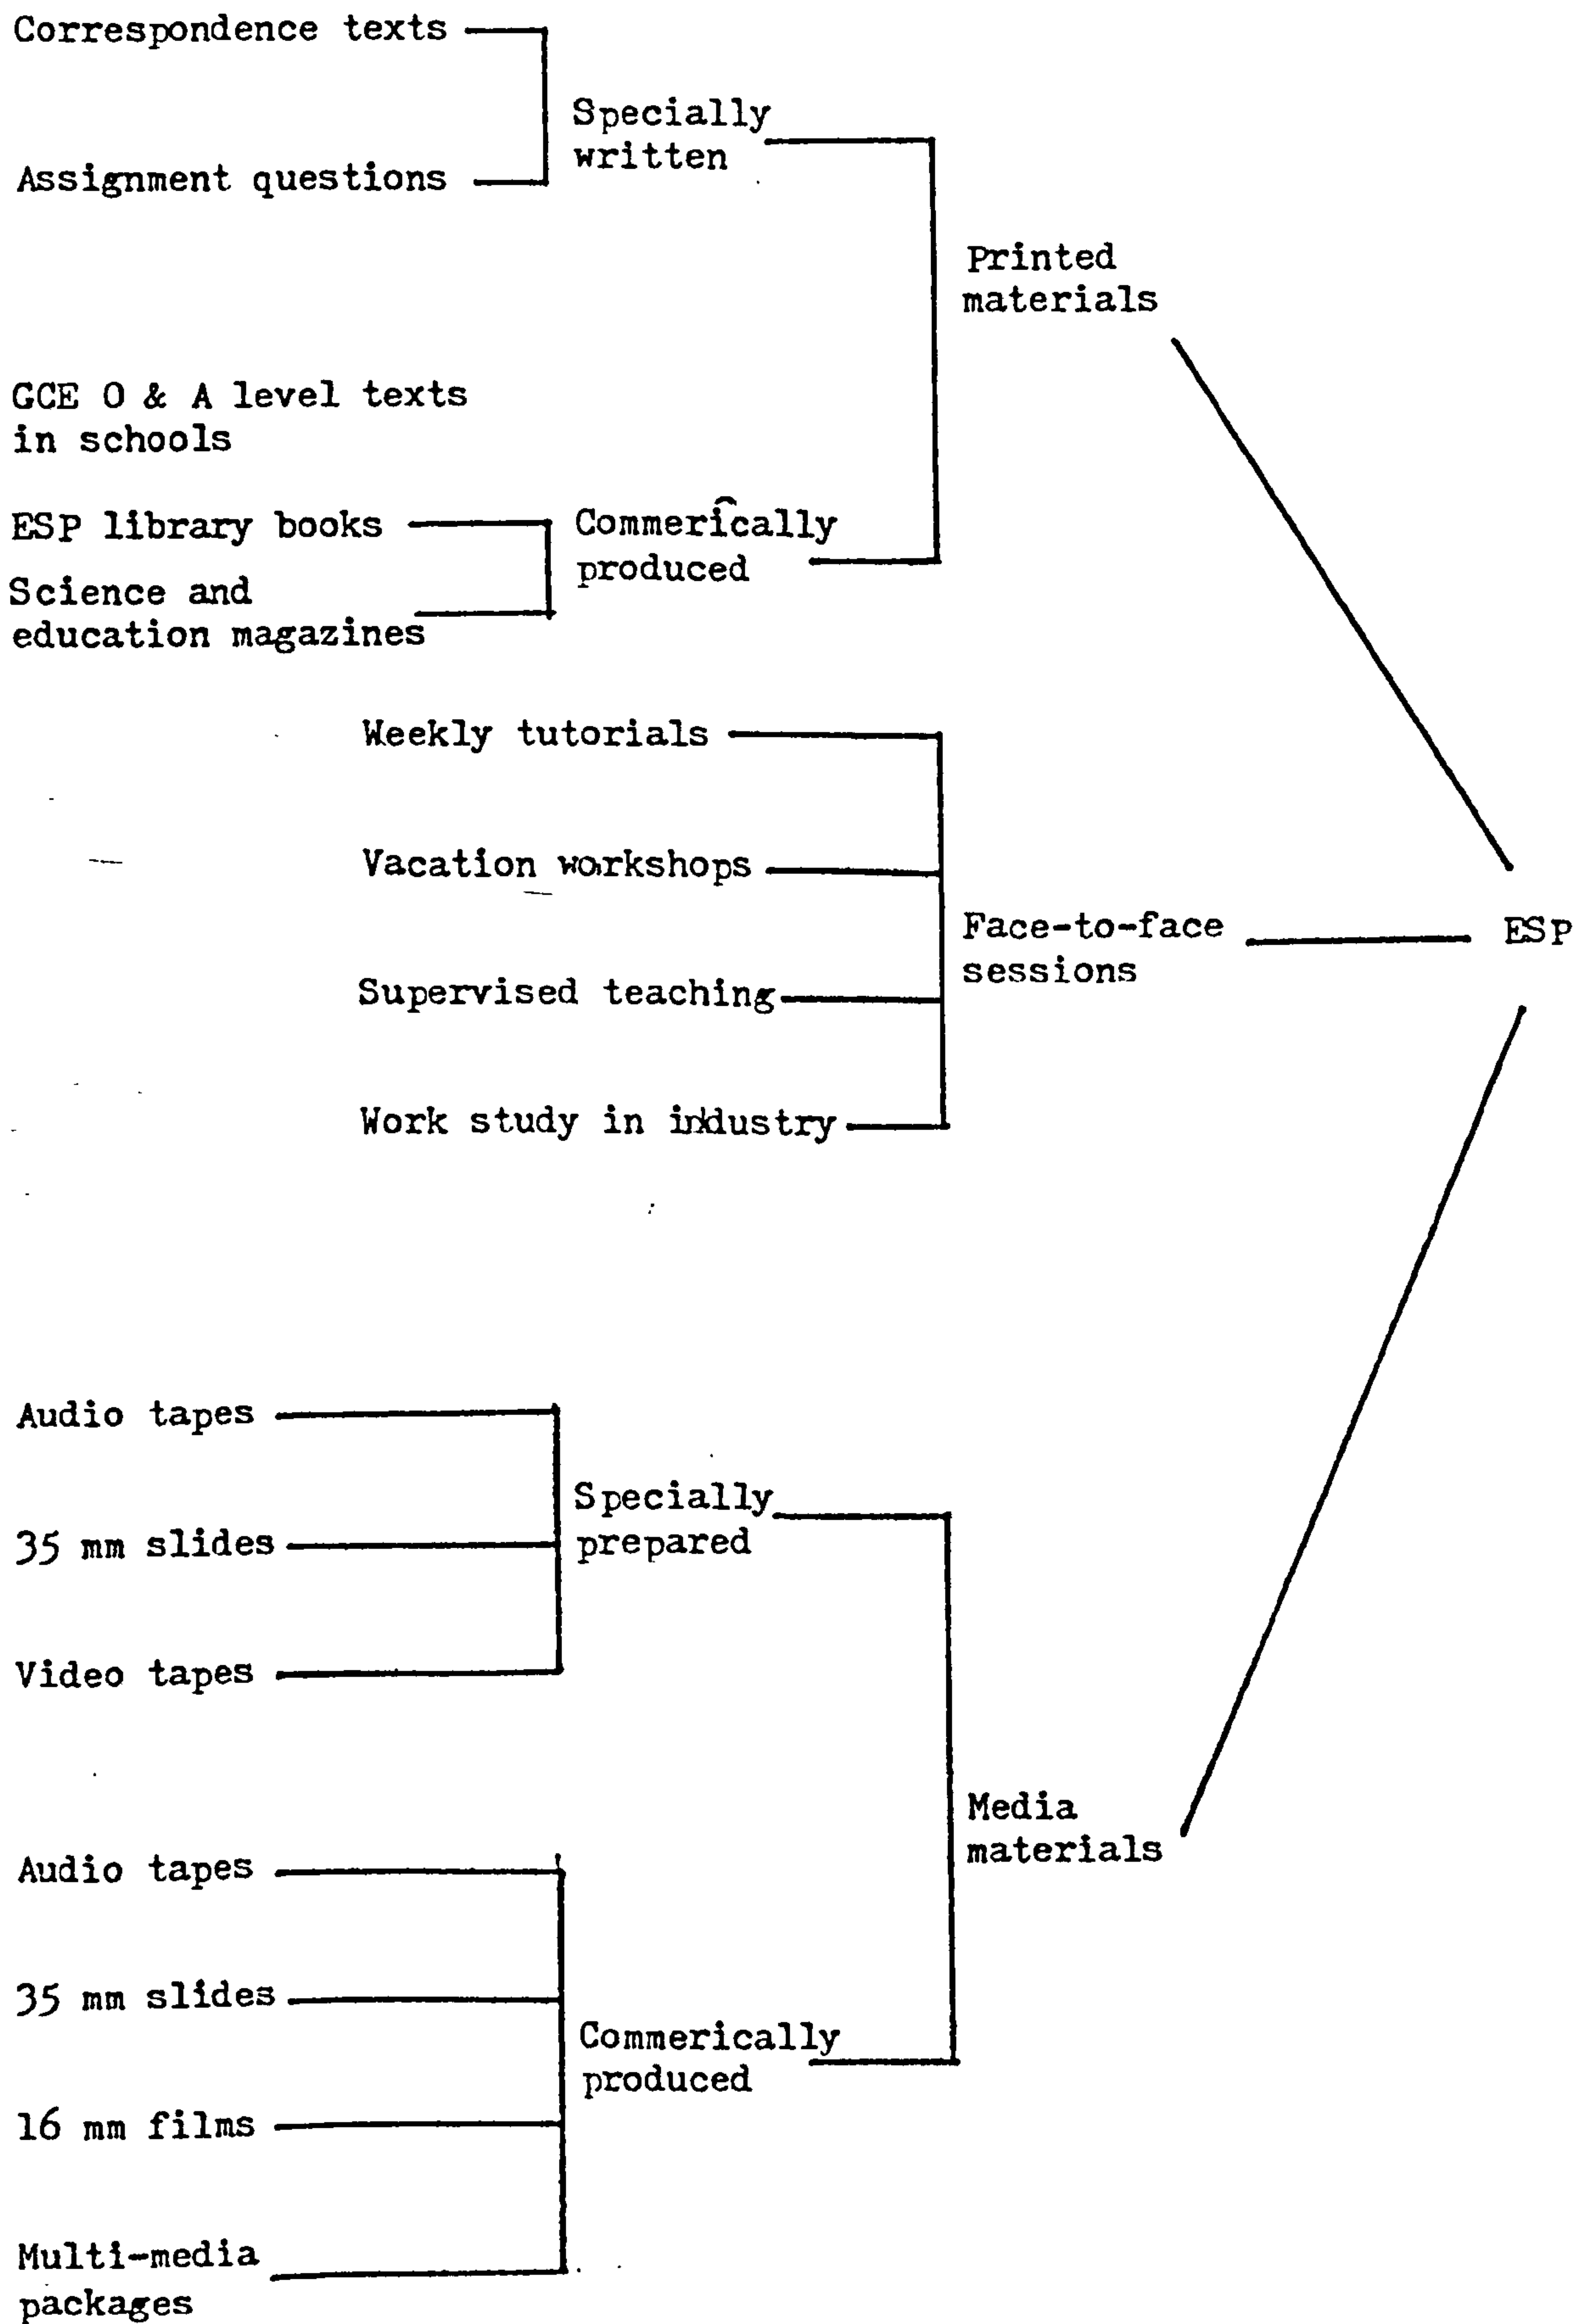 Correspondence texts
Assignment questions
Specially
written
Printed
materials
GCE O & A level texts
in schools
ESP library books
Science and
education magazines
Commerically
produced
Weekly tutorials
Vacation workshops
Supervised teaching
Work study in industry
Face-to-face
sessions
ESP
Audio tapes
35 mm slides
Video tapes
Specially
prepared
Media
materials
Audio tapes
35 mm slides
16 mm films
Multi-media
packages
Commerically
produced